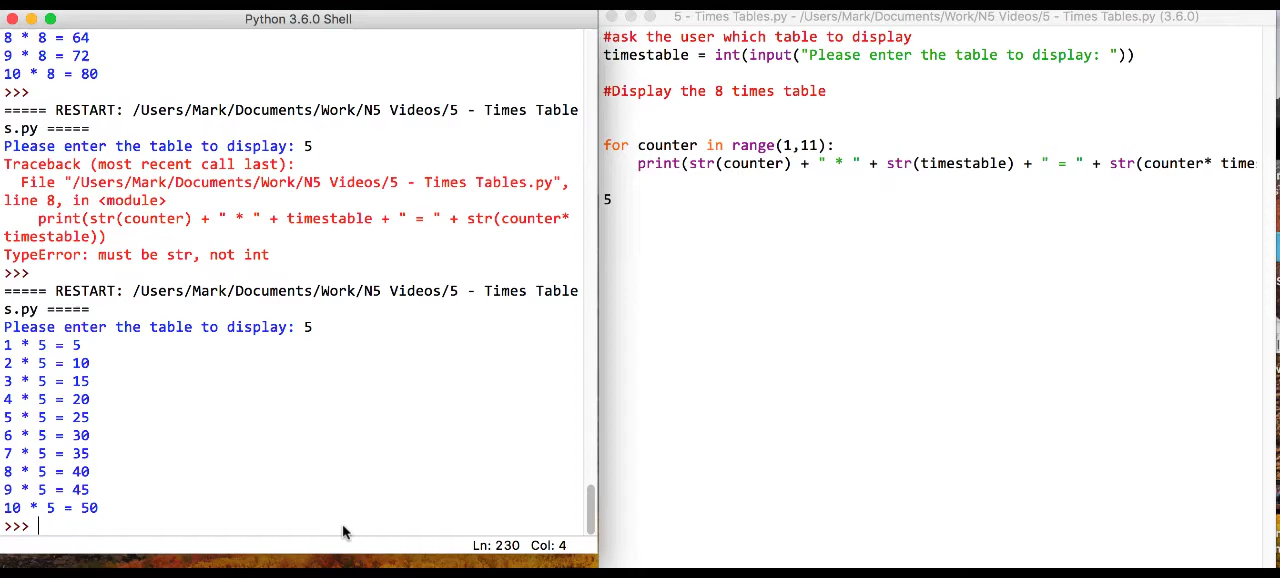 Python 3.6.0 Shell
8 * 8 = 64
9 * 8 = 72
10 * 8 = 80
>>>
===== RESTART: /Users/Mark/Documents/Work/N5 Videos/5 - Times Table
s.py =====
Please enter the table to display: 5
Traceback (most recent call last):
  File "/Users/Mark/Documents/Work/N5 Videos/5 - Times Tables.py",
line 8, in <module>
    print(str(counter) + " * " + timestable + " = " + str(counter*
timestable))
TypeError: must be str, not int
>>>
===== RESTART: /Users/Mark/Documents/Work/N5 Videos/5 - Times Table
s.py =====
Please enter the table to display: 5
1 * 5 = 5
2 * 5 = 10
3 * 5 = 15
4 * 5 = 20
5 * 5 = 25
6 * 5 = 30
7 * 5 = 35
8 * 5 = 40
9 * 5 = 45
10 * 5 = 50
>>>
Ln: 230 Col: 4
5 - Times Tables.py - /Users/Mark/Documents/Work/N5 Videos/5 - Times Tables.py (3.6.0)
#ask the user which table to display
timestable = int(input("Please enter the table to display: "))
#Display the 8 times table
for counter in range(1,11):
    print(str(counter) + " * " + str(timestable) + " = " + str(counter* time
5